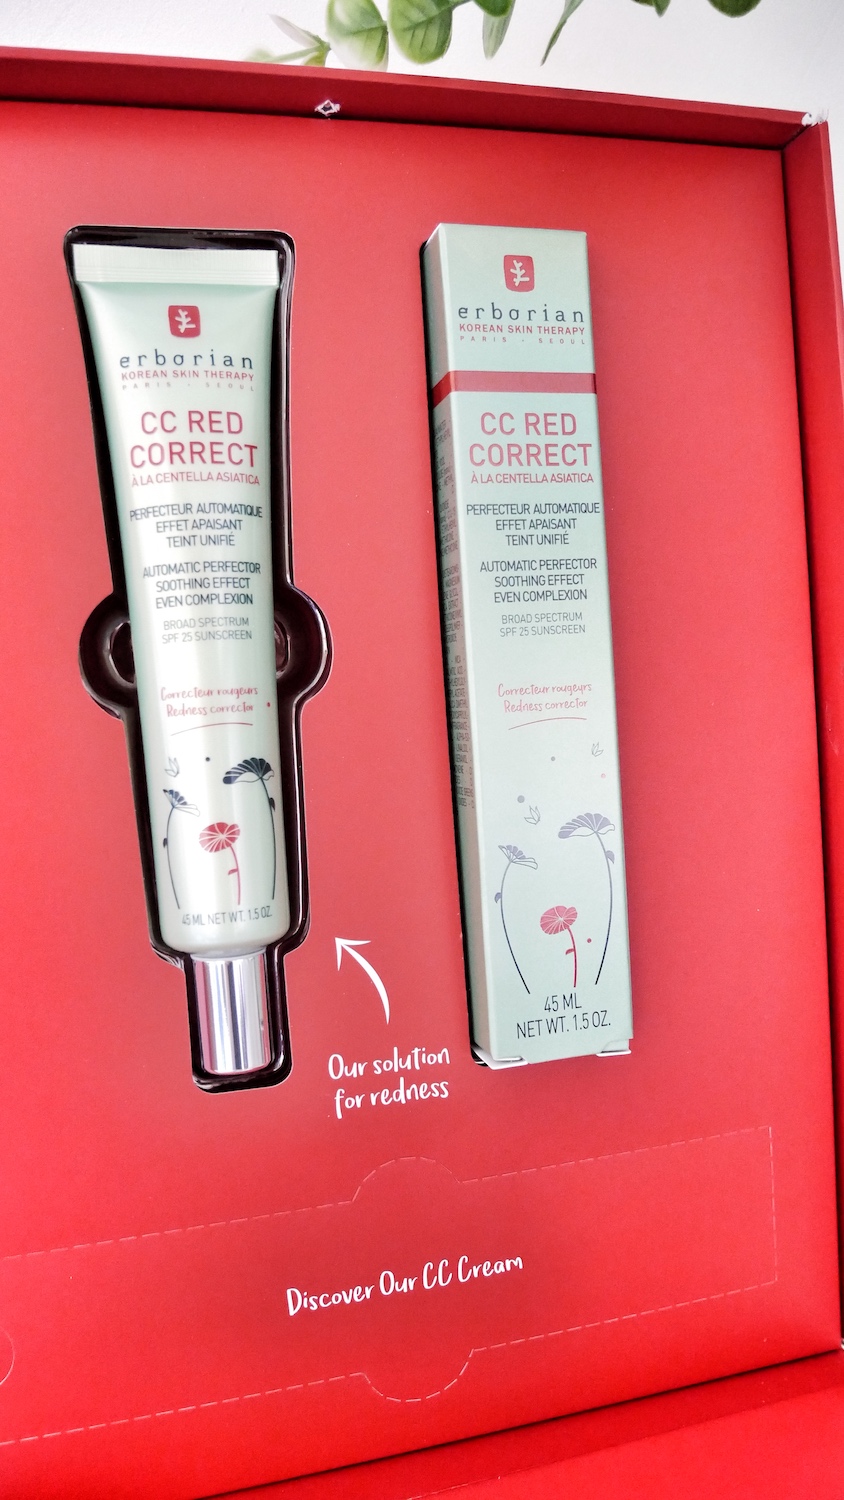 erborian
KOREAN SKIN THERAPY
PARIS - SEOUL
CC RED
CORRECT
À LA CENTELLA ASIATICA
PERFECTEUR AUTOMATIQUE
EFFET APAISANT
TEINT UNIFIÉ
AUTOMATIC PERFECTOR
SOOTHING EFFECT
EVEN COMPLEXION
BROAD SPECTRUM
SPF 25 SUNSCREEN
Correcteur rougeurs
Redness corrector
45 ML NET WT. 1.5 OZ.
erborian
KOREAN SKIN THERAPY
PARIS - SEOUL
CC RED
CORRECT
À LA CENTELLA ASIATICA
PERFECTEUR AUTOMATIQUE
EFFET APAISANT
TEINT UNIFIÉ
AUTOMATIC PERFECTOR
SOOTHING EFFECT
EVEN COMPLEXION
BROAD SPECTRUM
SPF 25 SUNSCREEN
Correcteur rougeurs
Redness corrector
45 ML
NET WT. 1.5 OZ.
Our solution
for redness
Discover Our CC Cream